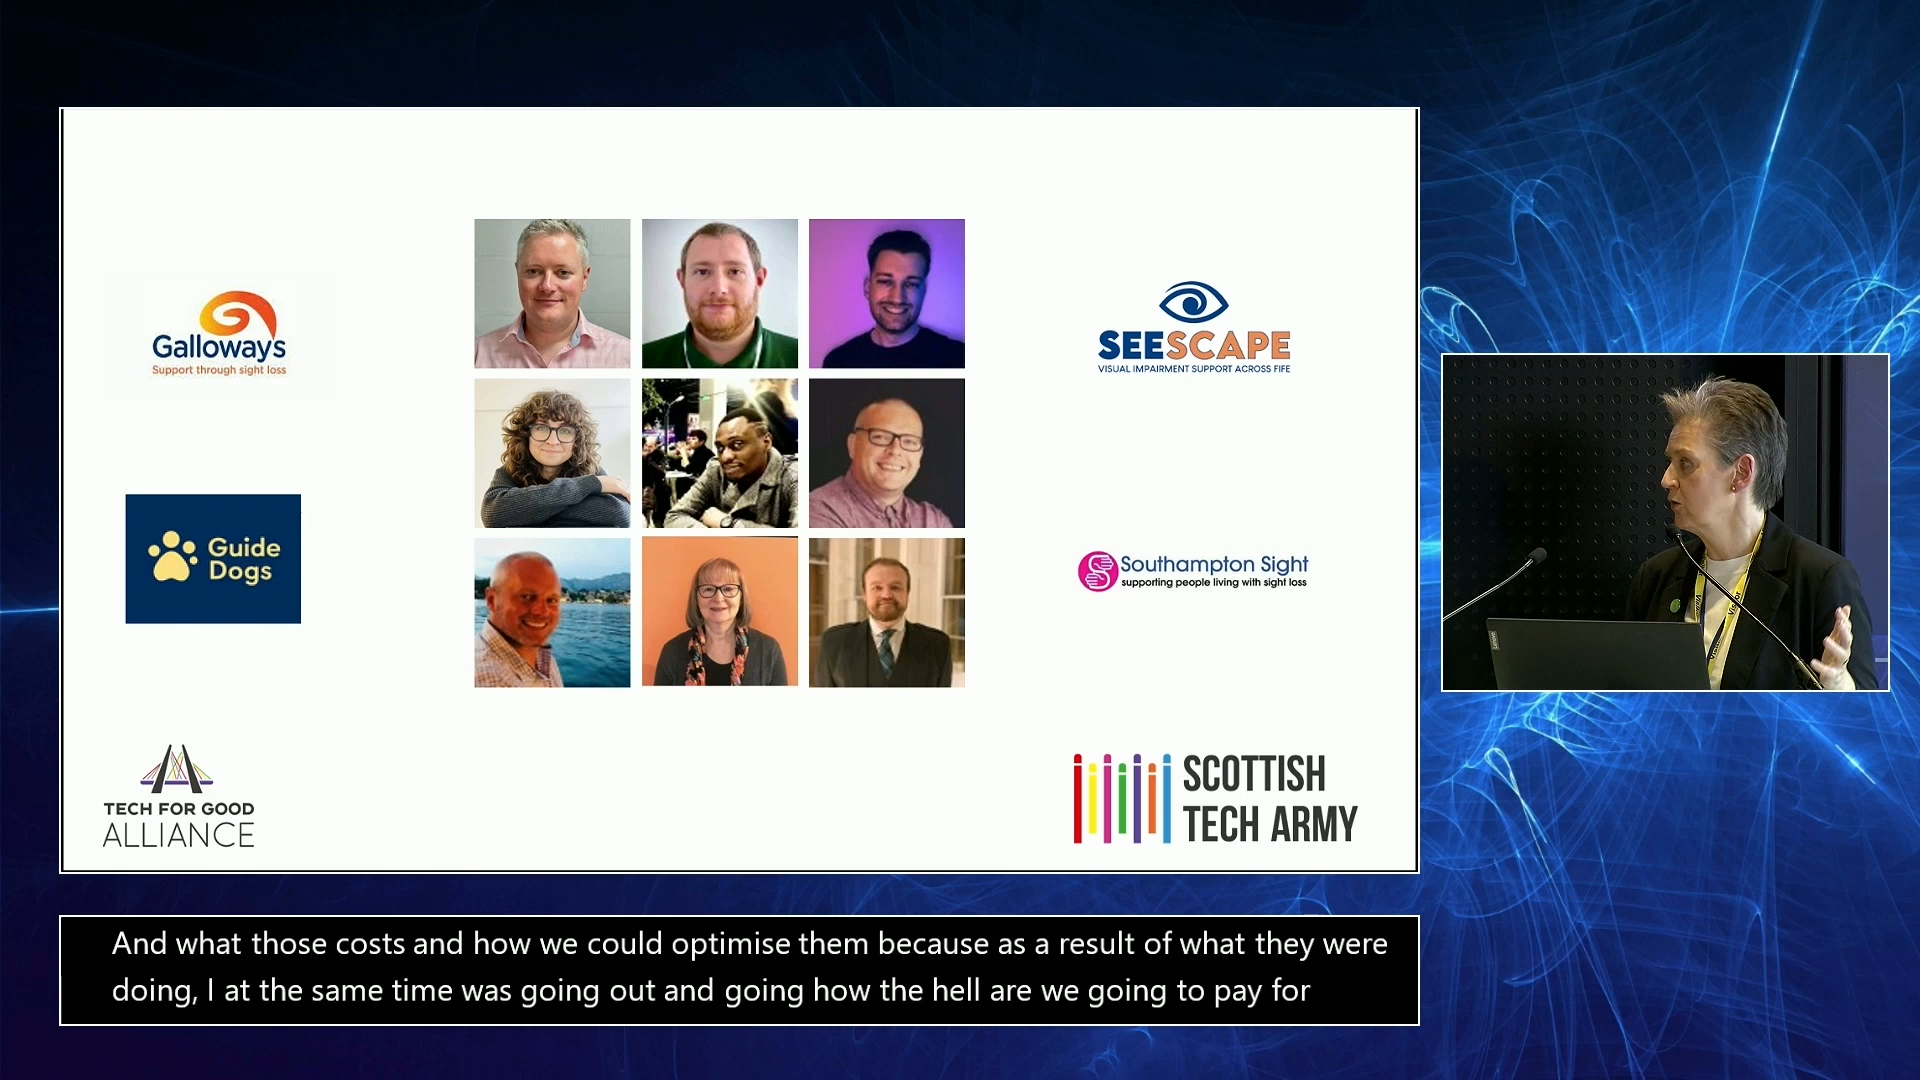 Galloway's
Support through sight loss
Guide
Dogs
TECH FOR GOOD
ALLIANCE
SEESCAPE
VISUAL IMPAIRMENT SUPPORT ACROSS FIFE
Southampton Sight
supporting people living with sight loss
SCOTTISH
TECH ARMY
Lenovo
Visitor
And what those costs and how we could optimise them because as a result of what they were
doing, I at the same time was going out and going how the hell are we going to pay for